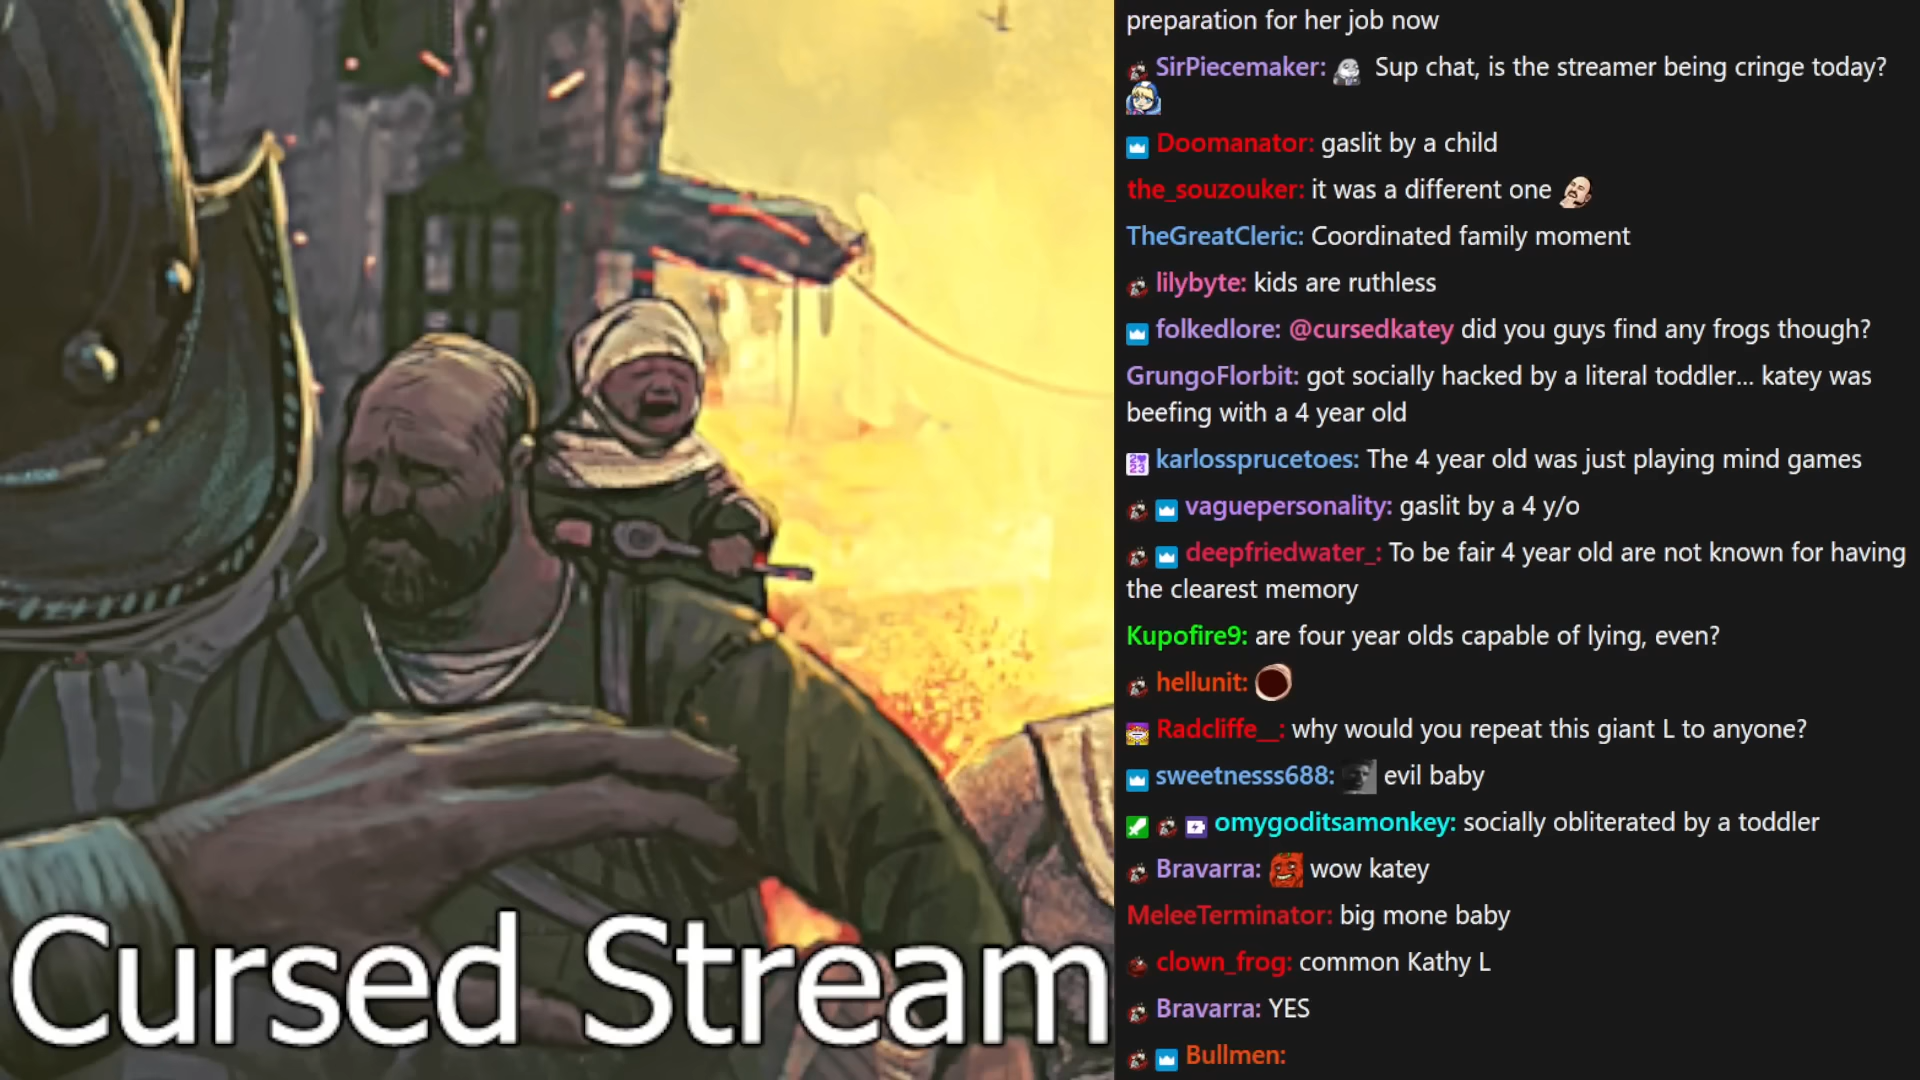 preparation for her job now
SirPiecemaker: Sup chat, is the streamer being cringe today?
Doomanator: gaslit by a child
the_souzouker: it was a different one
TheGreatCleric: Coordinated family moment
lilybyte: kids are ruthless
folkedlore: @cursedkatey did you guys find any frogs though?
GrungoFlorbit: got socially hacked by a literal toddler... katey was
beefing with a 4 year old
karlossprucetoes: The 4 year old was just playing mind games
vaguepersonality: gaslit by a 4 y/o
deepfriedwater_: To be fair 4 year old are not known for having
the clearest memory
Kupofire9: are four year olds capable of lying, even?
hellunit:
Radcliffe__: why would you repeat this giant L to anyone?
sweetnesss688: evil baby
omygoditsamonkey: socially obliterated by a toddler
Bravarra: wow katey
MeleeTerminator: big mone baby
clown_frog: common Kathy L
Bravarra: YES
Bullmen:
Cursed Stream